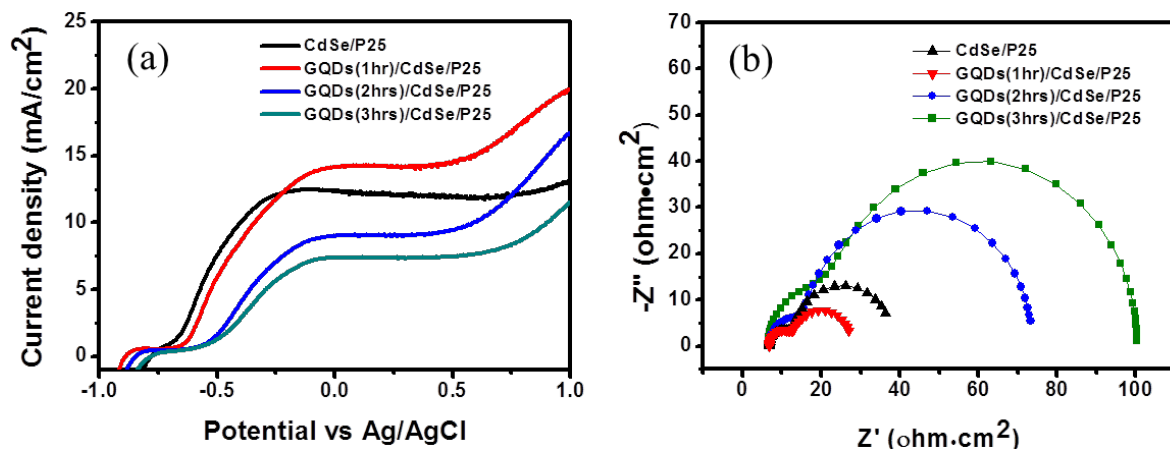 (a)
CdSe/P25
GQDs(1hr)/CdSe/P25
GQDs(2hrs)/CdSe/P25
GQDs(3hrs)/CdSe/P25
Current density (mA/cm²)
25
20
15
10
5
0
-1.0 -0.5 0.0 0.5 1.0
Potential vs Ag/AgCl
(b)
CdSe/P25
GQDs(1hr)/CdSe/P25
GQDs(2hrs)/CdSe/P25
GQDs(3hrs)/CdSe/P25
-Z" (ohm•cm²)
70
60
50
40
30
20
10
0
0 20 40 60 80 100
Z' (ohm·cm²)